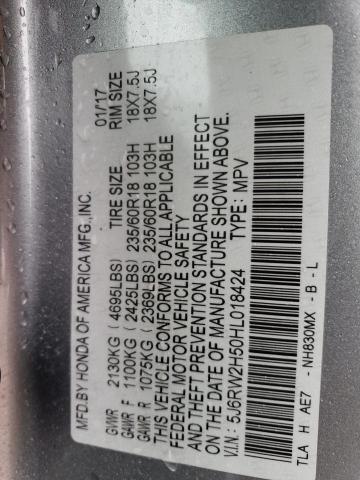 MFD.BY HONDA OF AMERICA MFG.,INC. 01/17
TIRE SIZE RIM SIZE
GVWR 2130KG (4695LBS)
GAWR F 1100KG (2425LBS) 235/60R18 103H 18X7.5J
GAWR R 1075KG (2369LBS) 235/60R18 103H 18X7.5J
THIS VEHICLE CONFORMS TO ALL APPLICABLE
FEDERAL MOTOR VEHICLE SAFETY
AND THEFT PREVENTION STANDARDS IN EFFECT
ON THE DATE OF MANUFACTURE SHOWN ABOVE.
V.I.N.: 5J6RW2H50HL018424 TYPE: MPV
TLA H AE7 - NH830MX - B - L